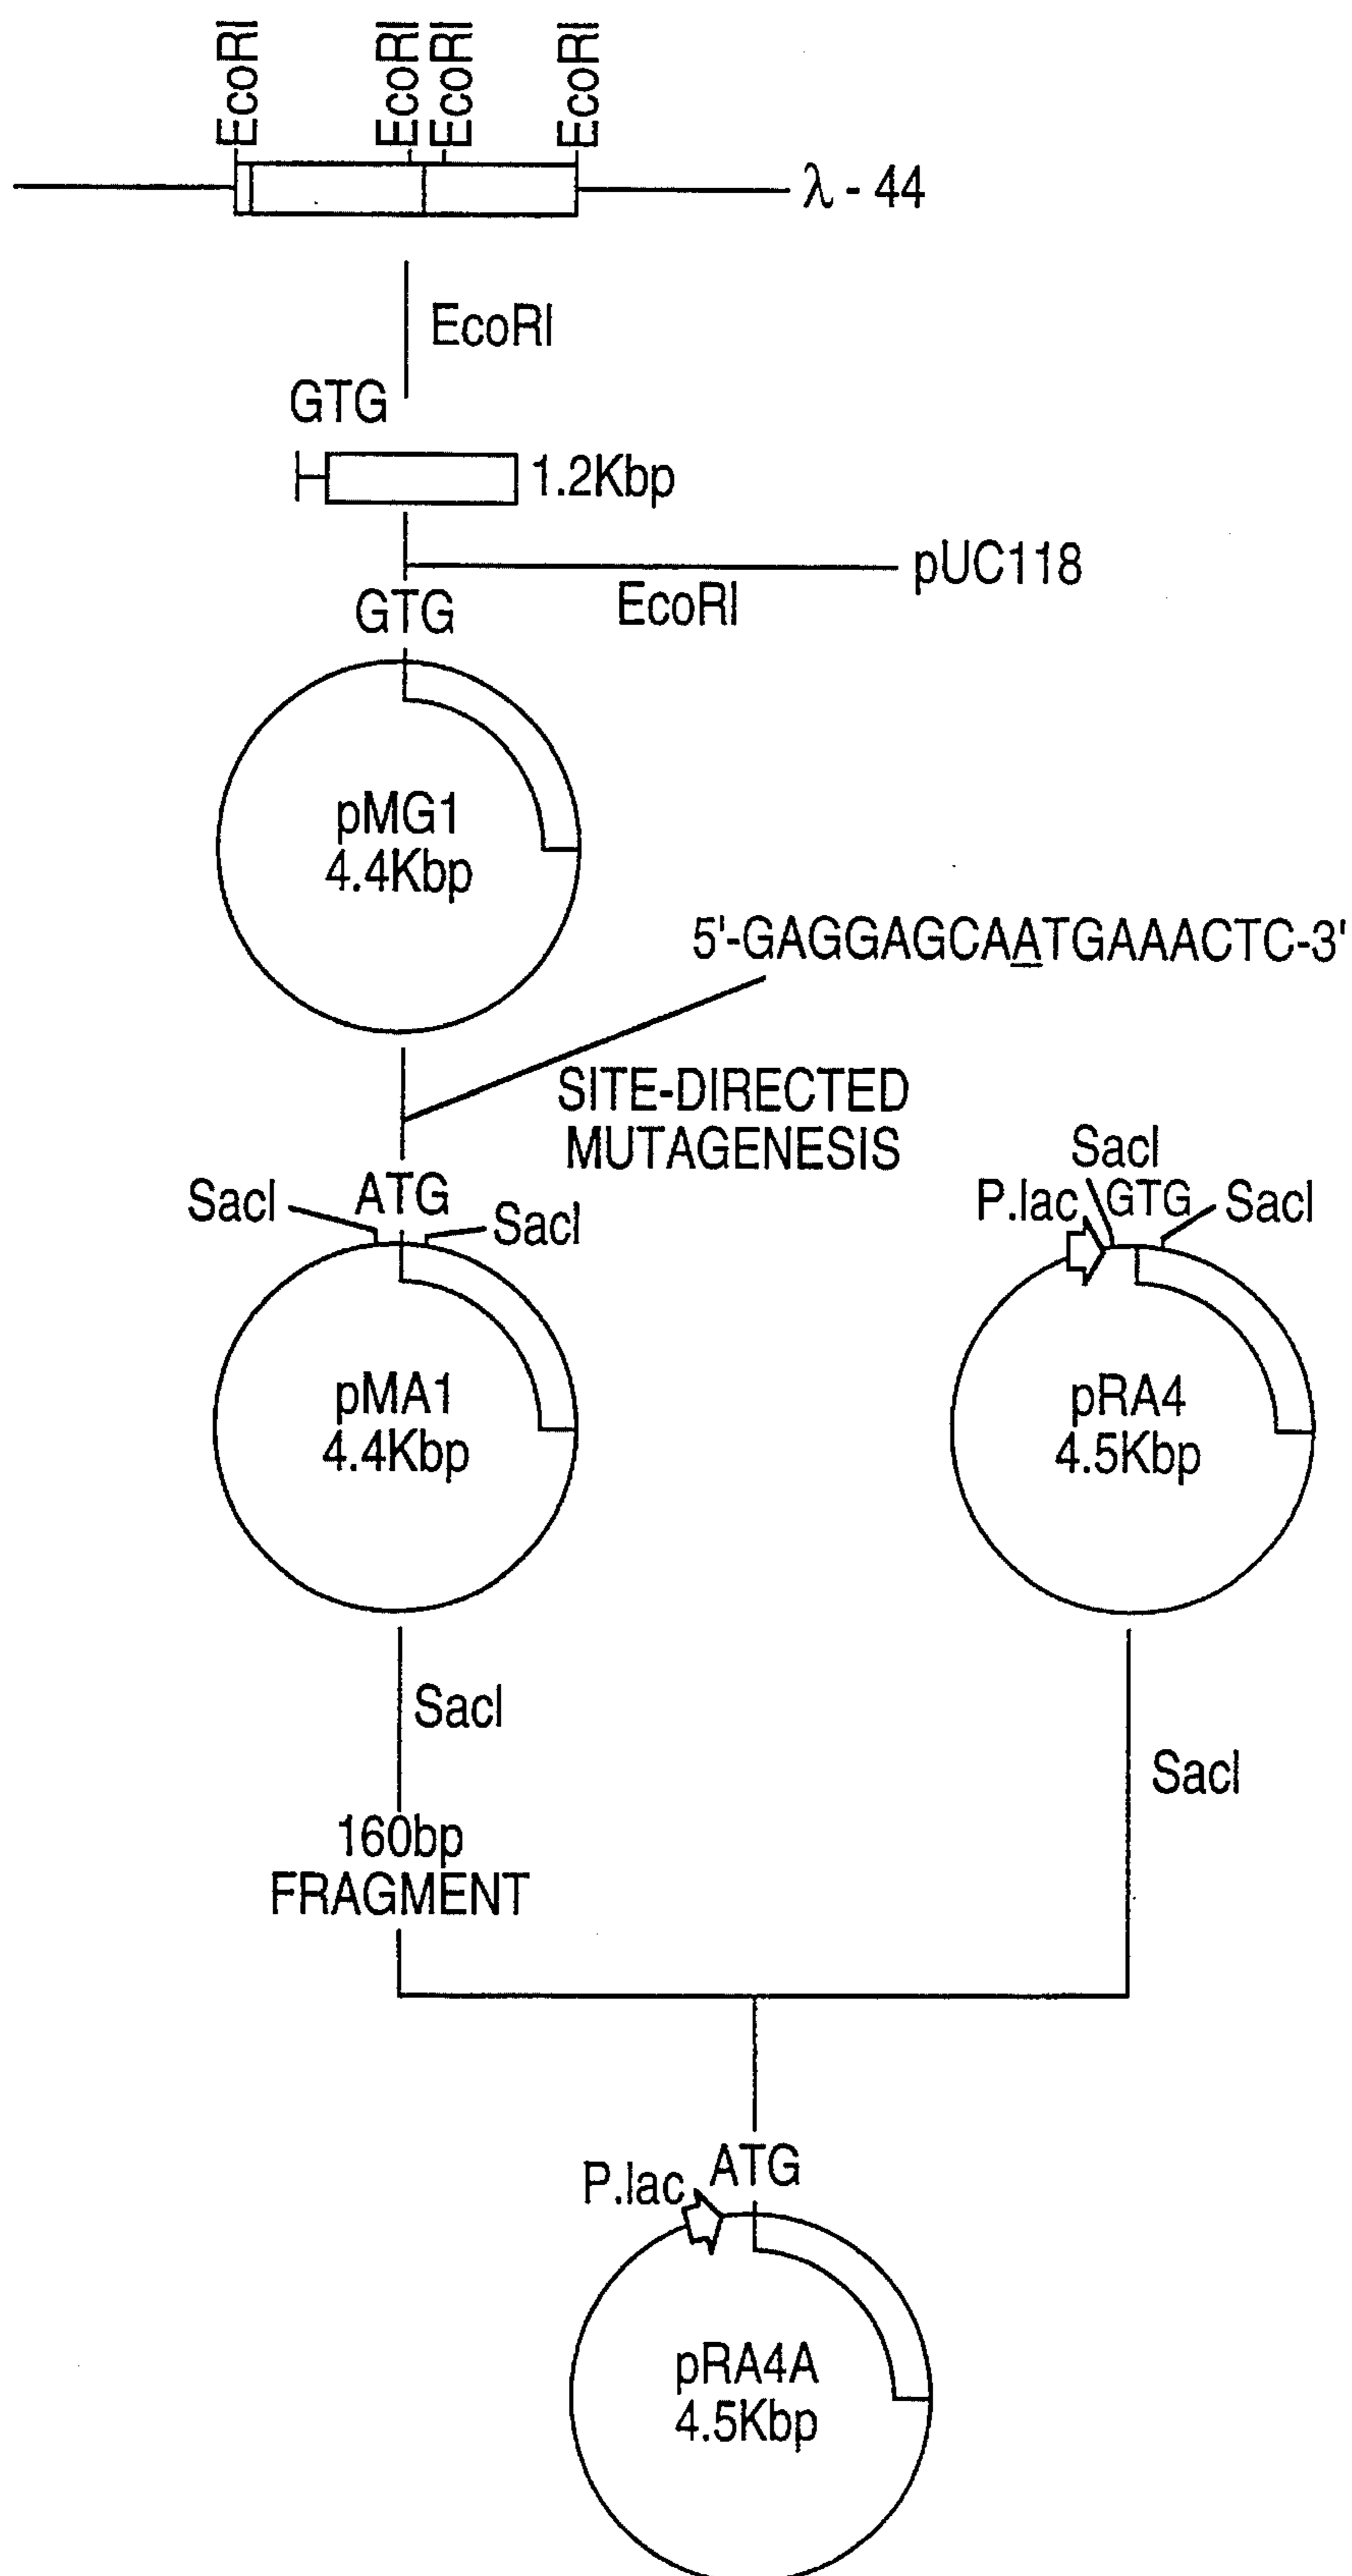 EcoRI
EcoRI
EcoRI
EcoRI
λ - 44
EcoRI
GTG
1.2Kbp
pUC118
EcoRI
GTG
pMG1
4.4Kbp
5'-GAGGAGCAATGAAACTC-3'
SITE-DIRECTED
MUTAGENESIS
SacI
ATG
SacI
pMA1
4.4Kbp
SacI
P.lac
GTG
SacI
pRA4
4.5Kbp
SacI
160bp
FRAGMENT
SacI
P.lac
ATG
pRA4A
4.5Kbp